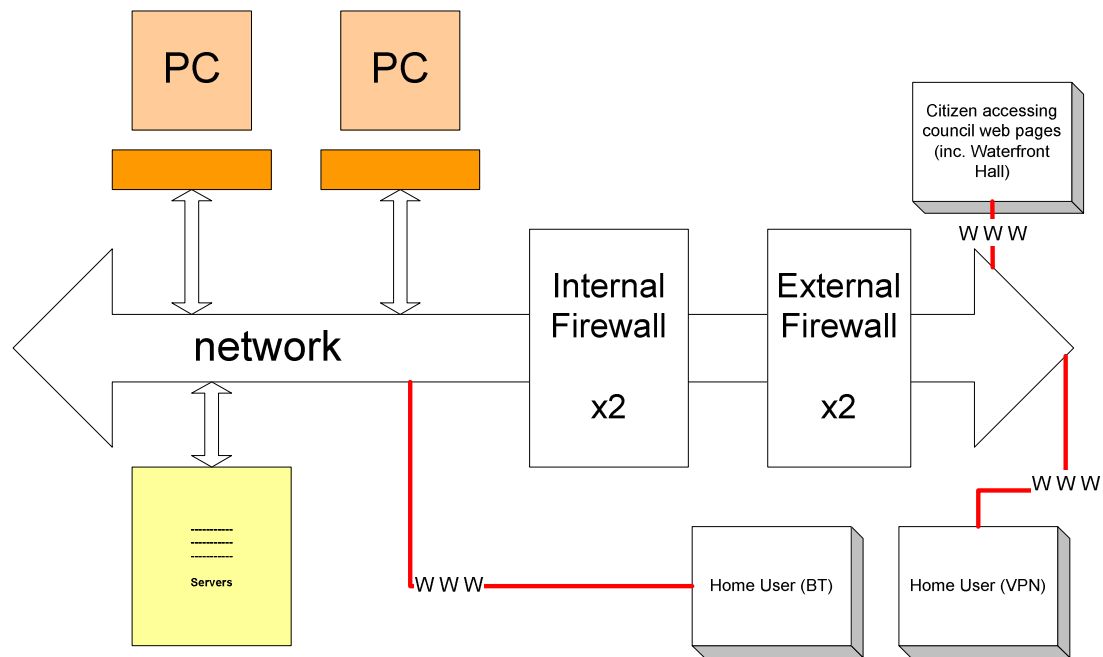 PC
PC
Citizen accessing
council web pages
(inc. Waterfront
Hall)
W W W
Internal
Firewall
x2
External
Firewall
x2
network
W W W
-----------
-----------
-----------
Servers
W W W
Home User (BT)
Home User (VPN)